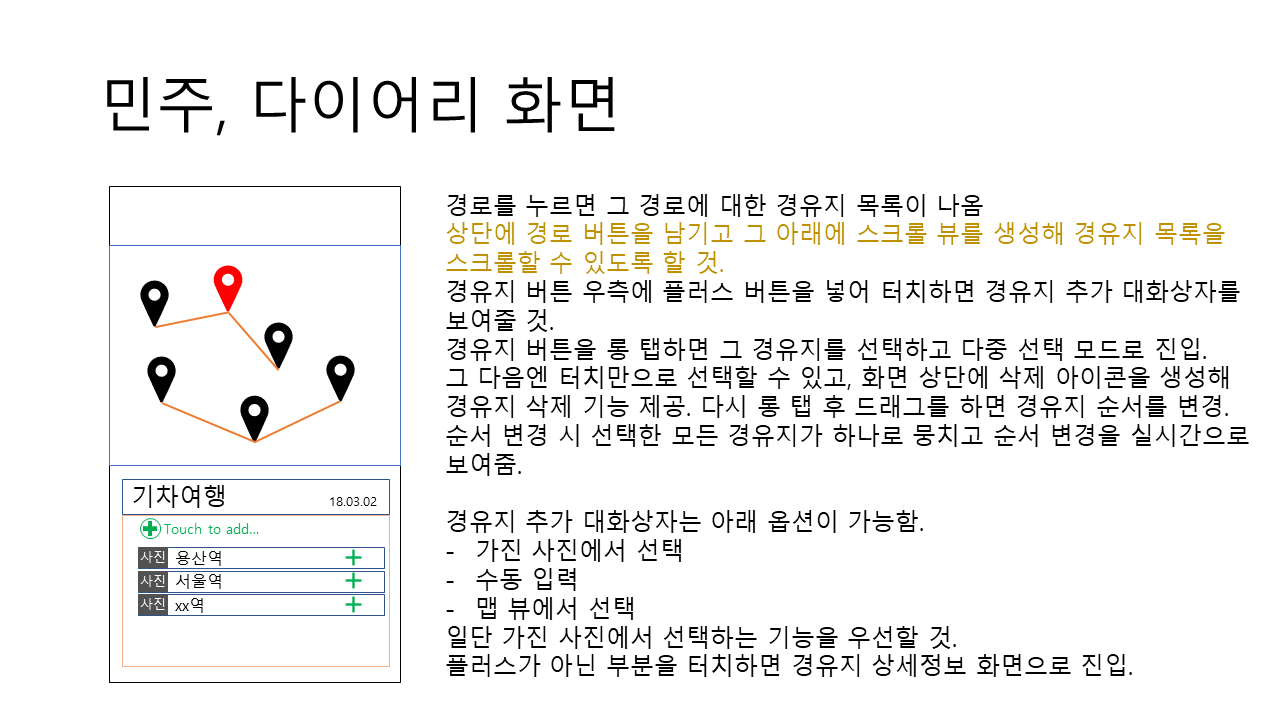 민주, 다이어리 화면
경로를 누르면 그 경로에 대한 경유지 목록이 나옴
상단에 경로 버튼을 남기고 그 아래에 스크롤 뷰를 생성해 경유지 목록을
스크롤할 수 있도록 할 것.
경유지 버튼 우측에 플러스 버튼을 넣어 터치하면 경유지 추가 대화상자를
보여줄 것.
경유지 버튼을 롱 탭하면 그 경유지를 선택하고 다중 선택 모드로 진입.
그 다음엔 터치만으로 선택할 수 있고, 화면 상단에 삭제 아이콘을 생성해
경유지 삭제 기능 제공. 다시 롱 탭 후 드래그를 하면 경유지 순서를 변경.
순서 변경 시 선택한 모든 경유지가 하나로 뭉치고 순서 변경을 실시간으로
보여줌.
경유지 추가 대화상자는 아래 옵션이 가능함.
- 가진 사진에서 선택
- 수동 입력
- 맵 뷰에서 선택
일단 가진 사진에서 선택하는 기능을 우선할 것.
플러스가 아닌 부분을 터치하면 경유지 상세정보 화면으로 진입.
기차여행 18.03.02
Touch to add...
사진 용산역
사진 서울역
사진 xx역